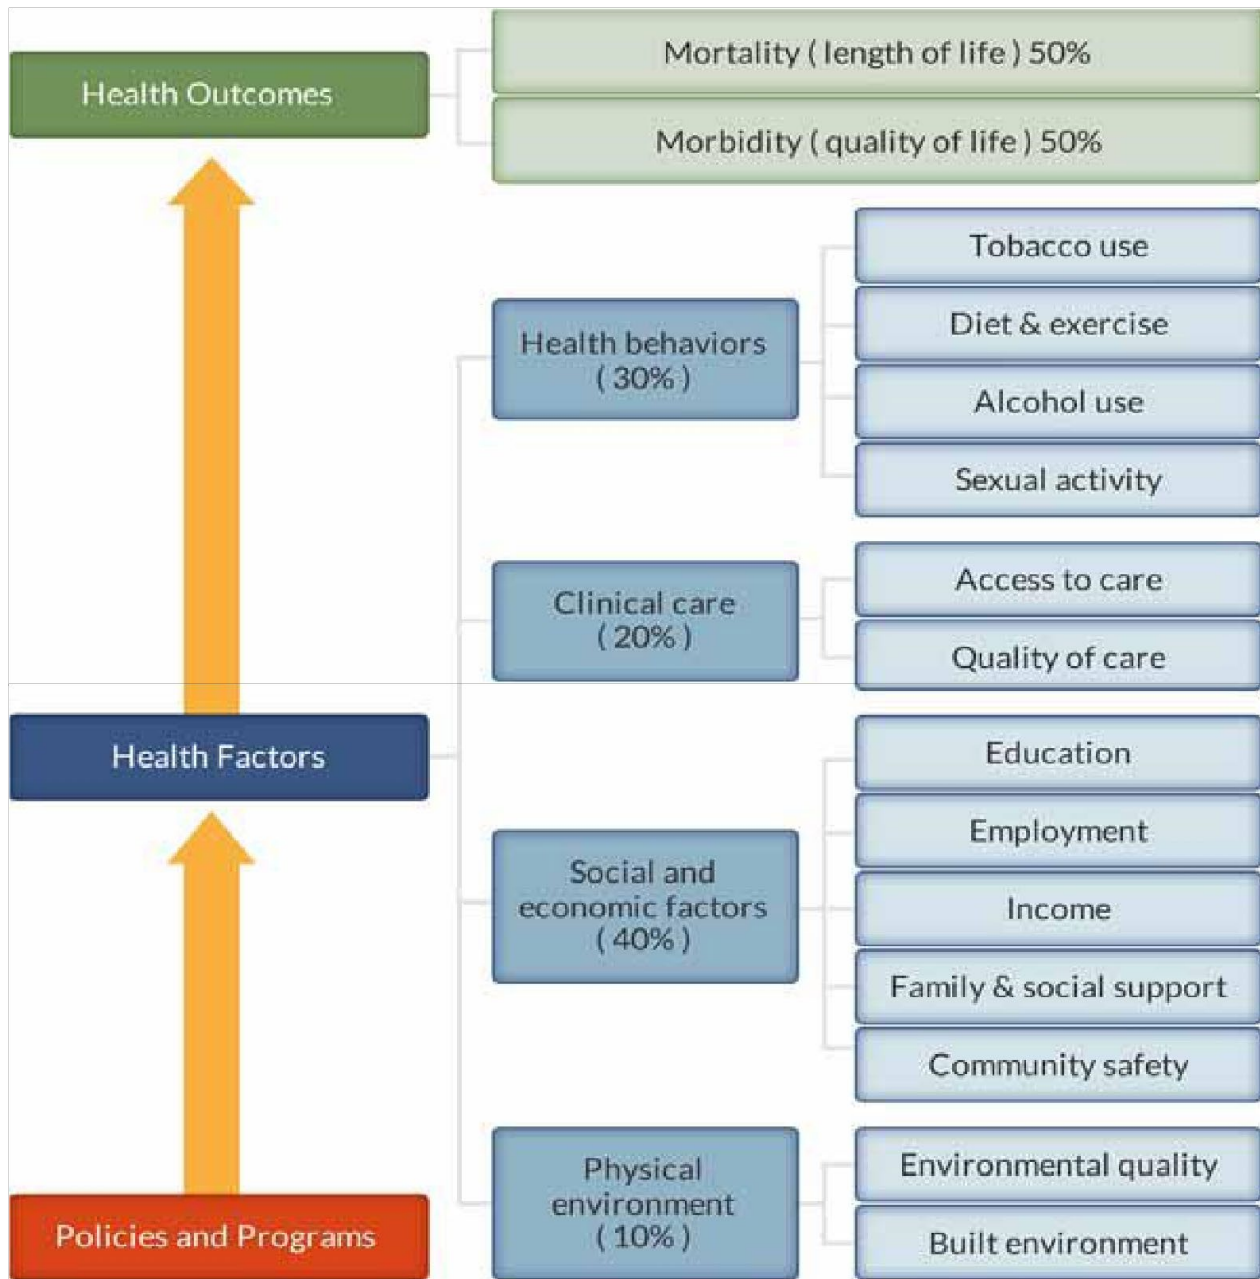 Health Outcomes
Mortality ( length of life ) 50%
Morbidity ( quality of life ) 50%
Health Factors
Health behaviors
( 30% )
Tobacco use
Diet & exercise
Alcohol use
Sexual activity
Clinical care
( 20% )
Access to care
Quality of care
Social and
economic factors
( 40% )
Education
Employment
Income
Family & social support
Community safety
Physical
environment
( 10% )
Environmental quality
Built environment
Policies and Programs